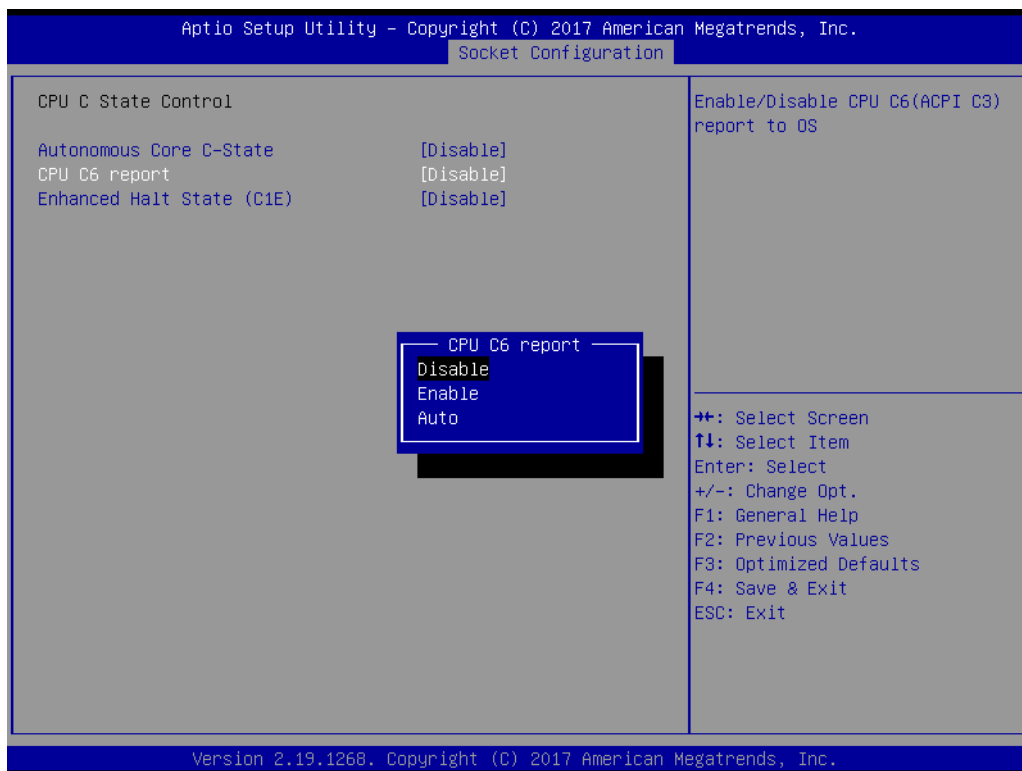 Aptio Setup Utility – Copyright (C) 2017 American Megatrends, Inc.
Socket Configuration
CPU C State Control
Autonomous Core C-State [Disable]
CPU C6 report [Disable]
Enhanced Halt State (C1E) [Disable]
Enable/Disable CPU C6(ACPI C3)
report to OS
CPU C6 report
Disable
Enable
Auto
→←: Select Screen
↑↓: Select Item
Enter: Select
+/-: Change Opt.
F1: General Help
F2: Previous Values
F3: Optimized Defaults
F4: Save & Exit
ESC: Exit
Version 2.19.1268. Copyright (C) 2017 American Megatrends, Inc.